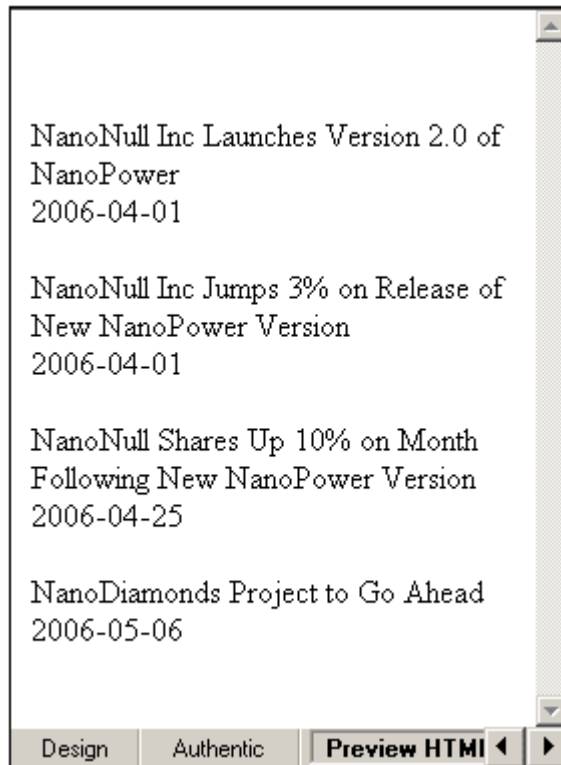 NanoNull Inc Launches Version 2.0 of
NanoPower
2006-04-01
NanoNull Inc Jumps 3% on Release of
New NanoPower Version
2006-04-01
NanoNull Shares Up 10% on Month
Following New NanoPower Version
2006-04-25
NanoDiamonds Project to Go Ahead
2006-05-06
Design Authentic Preview HTML